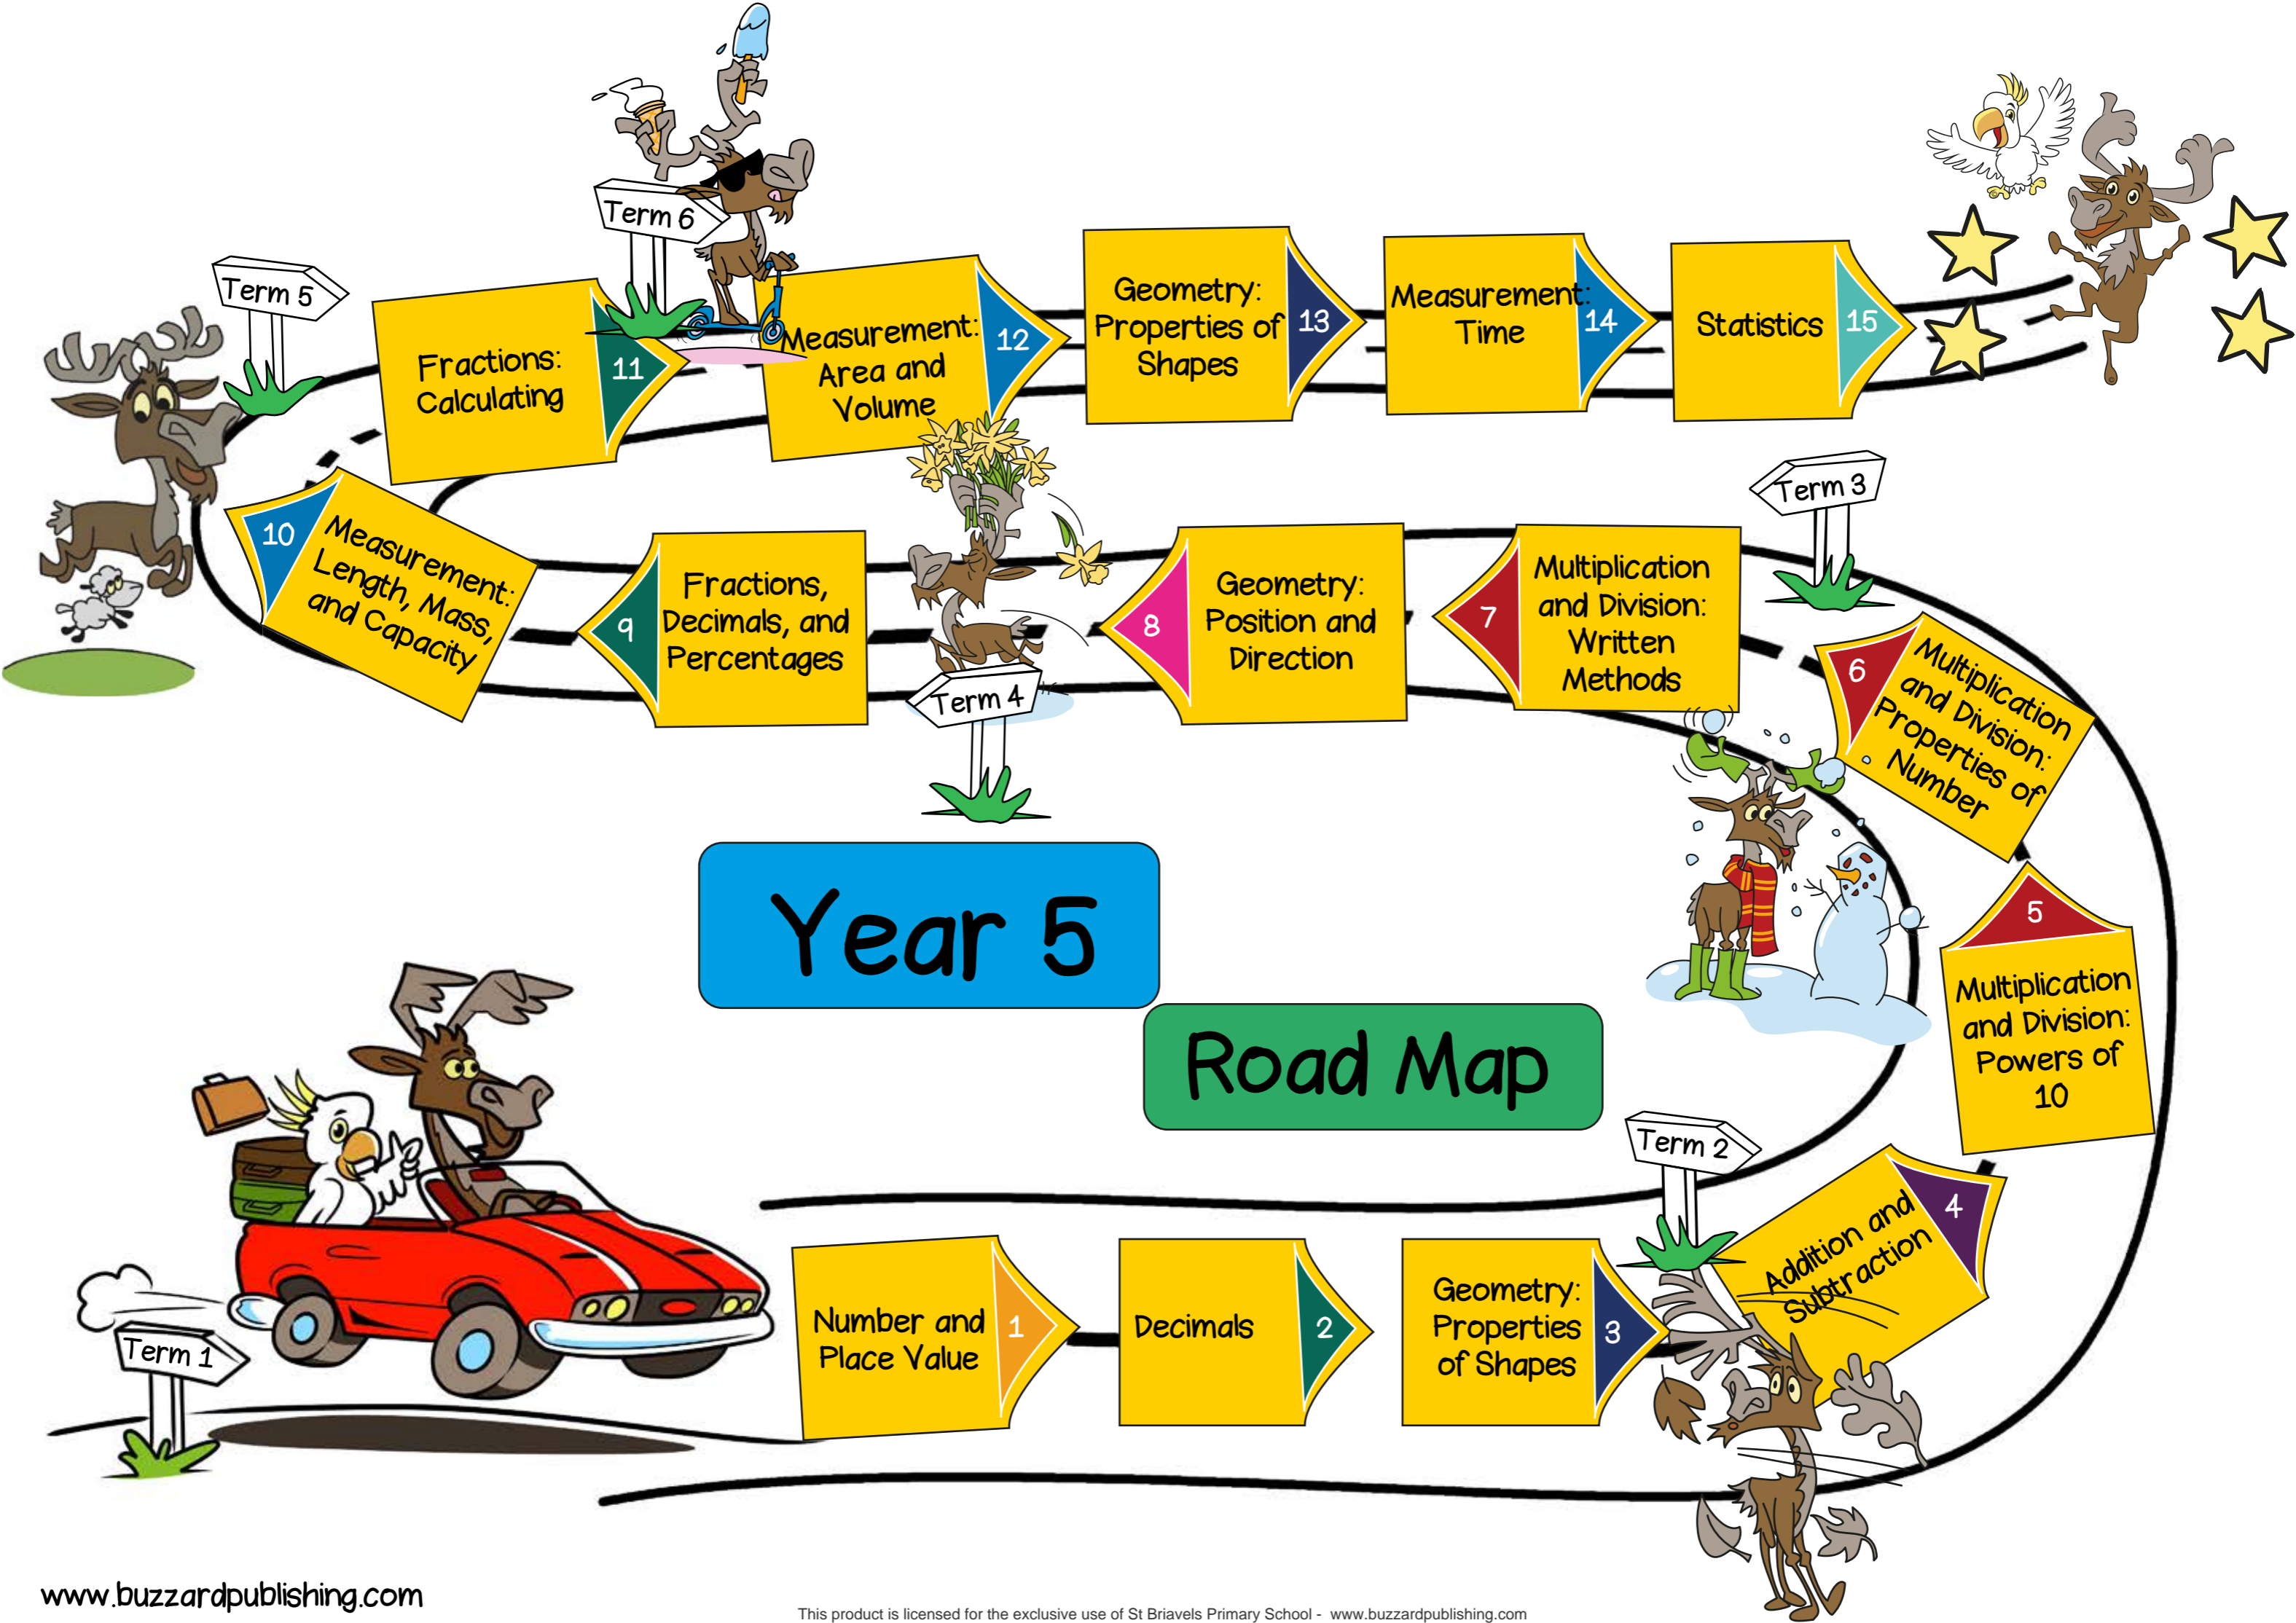 Year 5
Road Map
Term 1
Number and
Place Value
1
Decimals
2
Geometry:
Properties
of Shapes
3
Term 2
Addition and
Subtraction
4
Multiplication
and Division:
Powers of
10
5
Multiplication
and Division:
Properties of
Number
6
Term 3
Multiplication
and Division:
Written
Methods
7
Geometry:
Position and
Direction
8
Term 4
Fractions,
Decimals, and
Percentages
9
Measurement:
Length, Mass,
and Capacity
10
Term 5
Fractions:
Calculating
11
Term 6
Measurement:
Area and
Volume
12
Geometry:
Properties of
Shapes
13
Measurement:
Time
14
Statistics
15
www.buzzardpublishing.com
This product is licensed for the exclusive use of St Briavels Primary School - www.buzzardpublishing.com